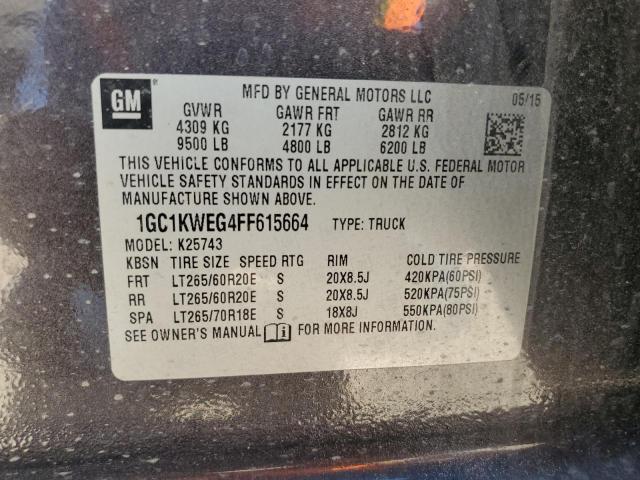 GM
MFD BY GENERAL MOTORS LLC 05/15
GVWR GAWR FRT GAWR RR
4309 KG 2177 KG 2812 KG
9500 LB 4800 LB 6200 LB
THIS VEHICLE CONFORMS TO ALL APPLICABLE U.S. FEDERAL MOTOR
VEHICLE SAFETY STANDARDS IN EFFECT ON THE DATE OF
MANUFACTURE SHOWN ABOVE.
1GC1KWEG4FF615664 TYPE: TRUCK
MODEL: K25743
KBSN TIRE SIZE SPEED RTG RIM COLD TIRE PRESSURE
FRT LT265/60R20E S 20X8.5J 420KPA(60PSI)
RR LT265/60R20E S 20X8.5J 520KPA(75PSI)
SPA LT265/70R18E S 18X8J 550KPA(80PSI)
SEE OWNER'S MANUAL FOR MORE INFORMATION.